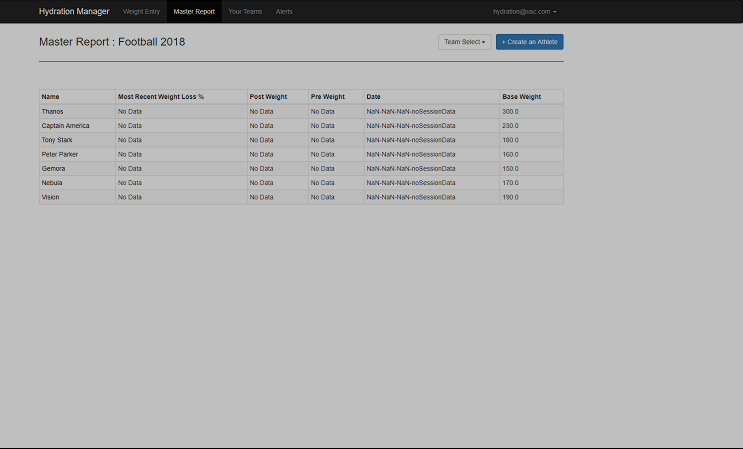 Hydration Manager Weight Entry Master Report Your Teams Alerts hydration@usc.com
Master Report : Football 2018 Team Select + Create an Athlete
Name Most Recent Weight Loss % Post Weight Pre Weight Date Base Weight
Thanos No Data No Data No Data NaN-NaN-NaN-noSessionData 300.0
Captain America No Data No Data No Data NaN-NaN-NaN-noSessionData 230.0
Tony Stark No Data No Data No Data NaN-NaN-NaN-noSessionData 180.0
Peter Parker No Data No Data No Data NaN-NaN-NaN-noSessionData 160.0
Gemora No Data No Data No Data NaN-NaN-NaN-noSessionData 150.0
Nebula No Data No Data No Data NaN-NaN-NaN-noSessionData 170.0
Vision No Data No Data No Data NaN-NaN-NaN-noSessionData 190.0